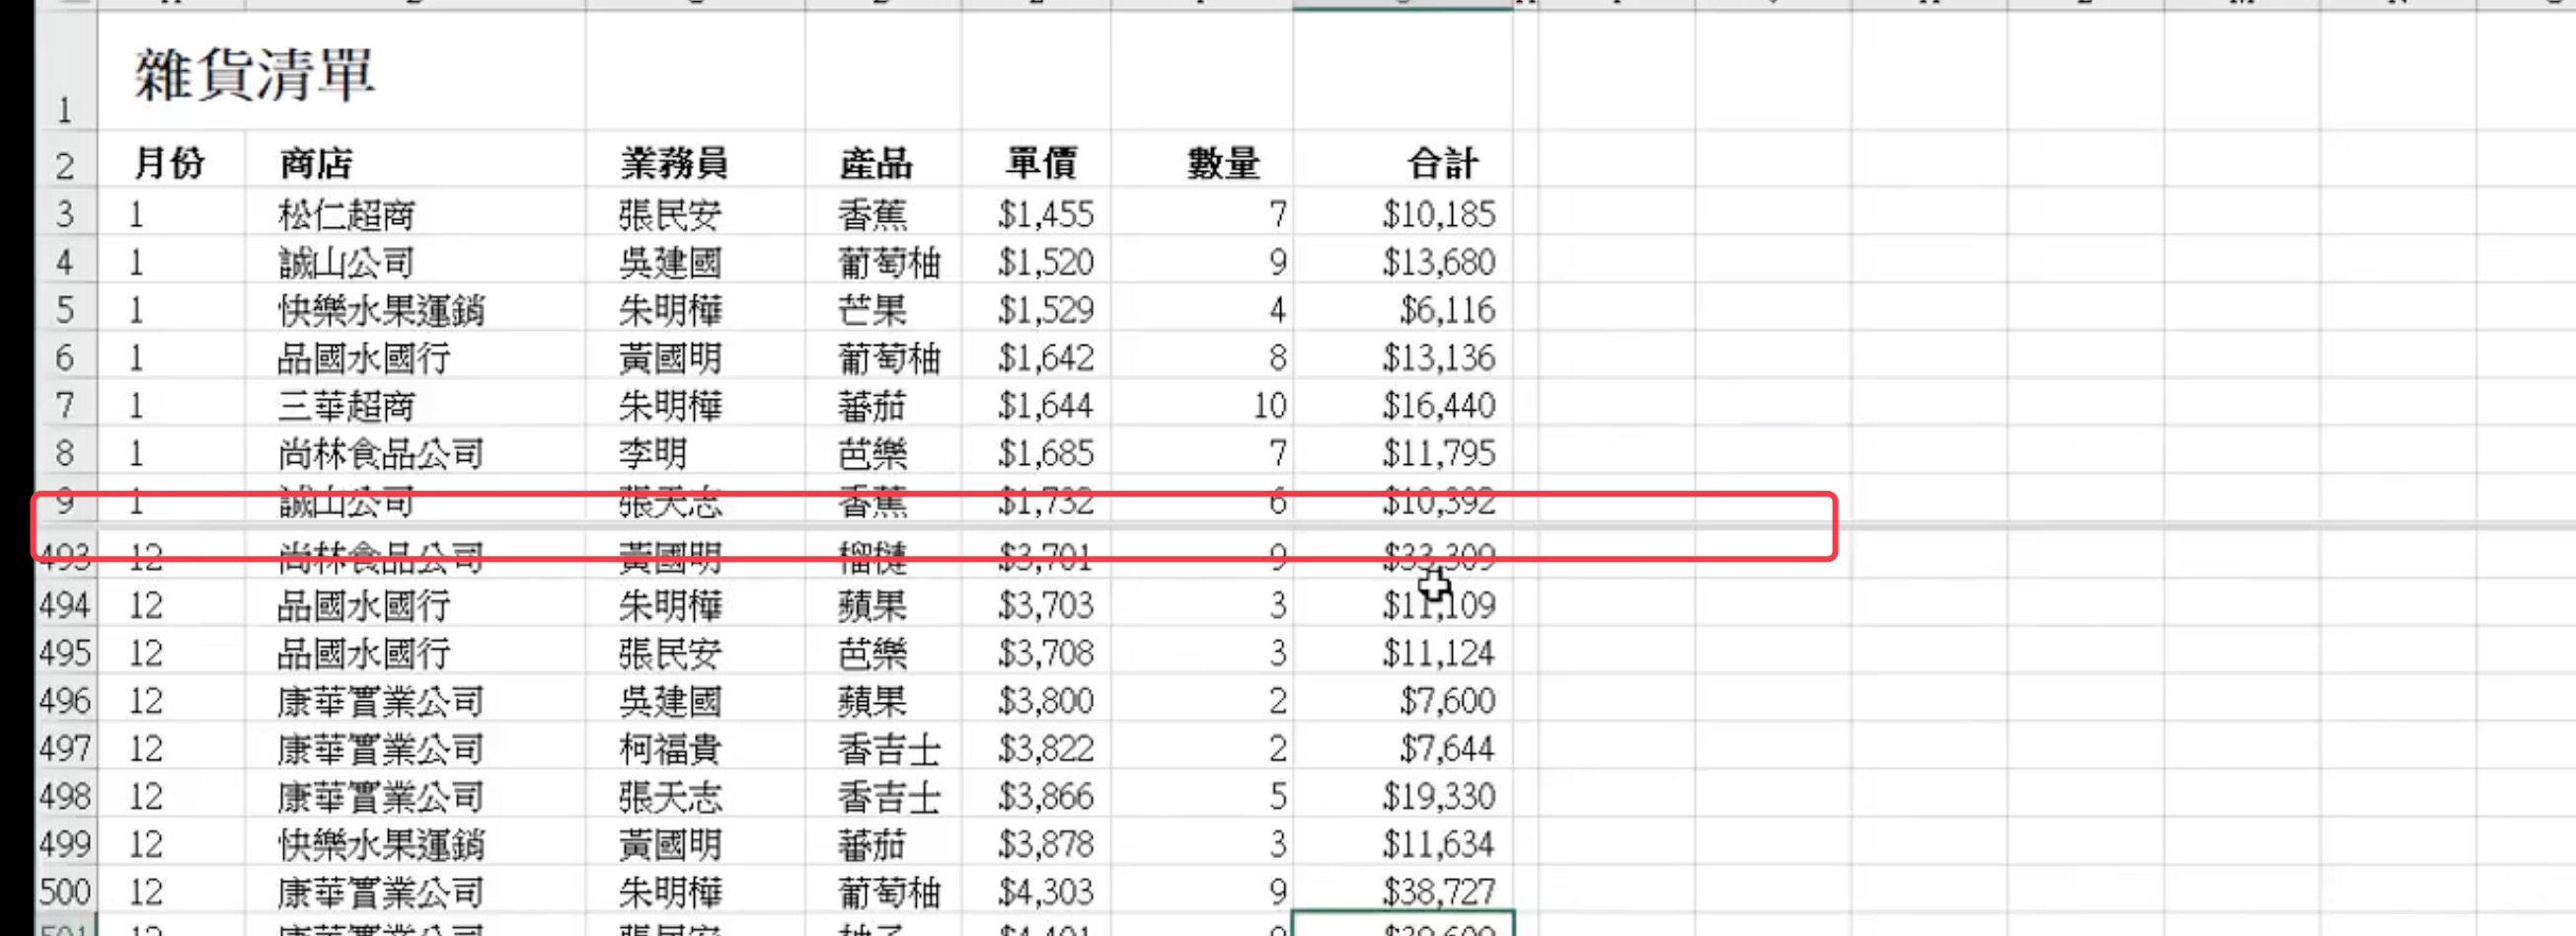 雜貨清單
1
2 月份 商店 業務員 產品 單價 數量 合計
3 1 松仁超商 張民安 香蕉 $1,455 7 $10,185
4 1 誠山公司 吳建國 葡萄柚 $1,520 9 $13,680
5 1 快樂水果運銷 朱明樺 芒果 $1,529 4 $6,116
6 1 品國水國行 黃國明 葡萄柚 $1,642 8 $13,136
7 1 三華超商 朱明樺 蕃茄 $1,644 10 $16,440
8 1 尚林食品公司 李明 芭樂 $1,685 7 $11,795
9 1 誠山公司 張天志 香蕉 $1,732 6 $10,392
493 12 尚林食品公司 黃國明 榴槤 $3,701 9 $33,309
494 12 品國水國行 朱明樺 蘋果 $3,703 3 $11,109
495 12 品國水國行 張民安 芭樂 $3,708 3 $11,124
496 12 康華實業公司 吳建國 蘋果 $3,800 2 $7,600
497 12 康華實業公司 柯福貴 香吉士 $3,822 2 $7,644
498 12 康華實業公司 張天志 香吉士 $3,866 5 $19,330
499 12 快樂水果運銷 黃國明 蕃茄 $3,878 3 $11,634
500 12 康華實業公司 朱明樺 葡萄柚 $4,303 9 $38,727
501 12 康華實業公司 張民安